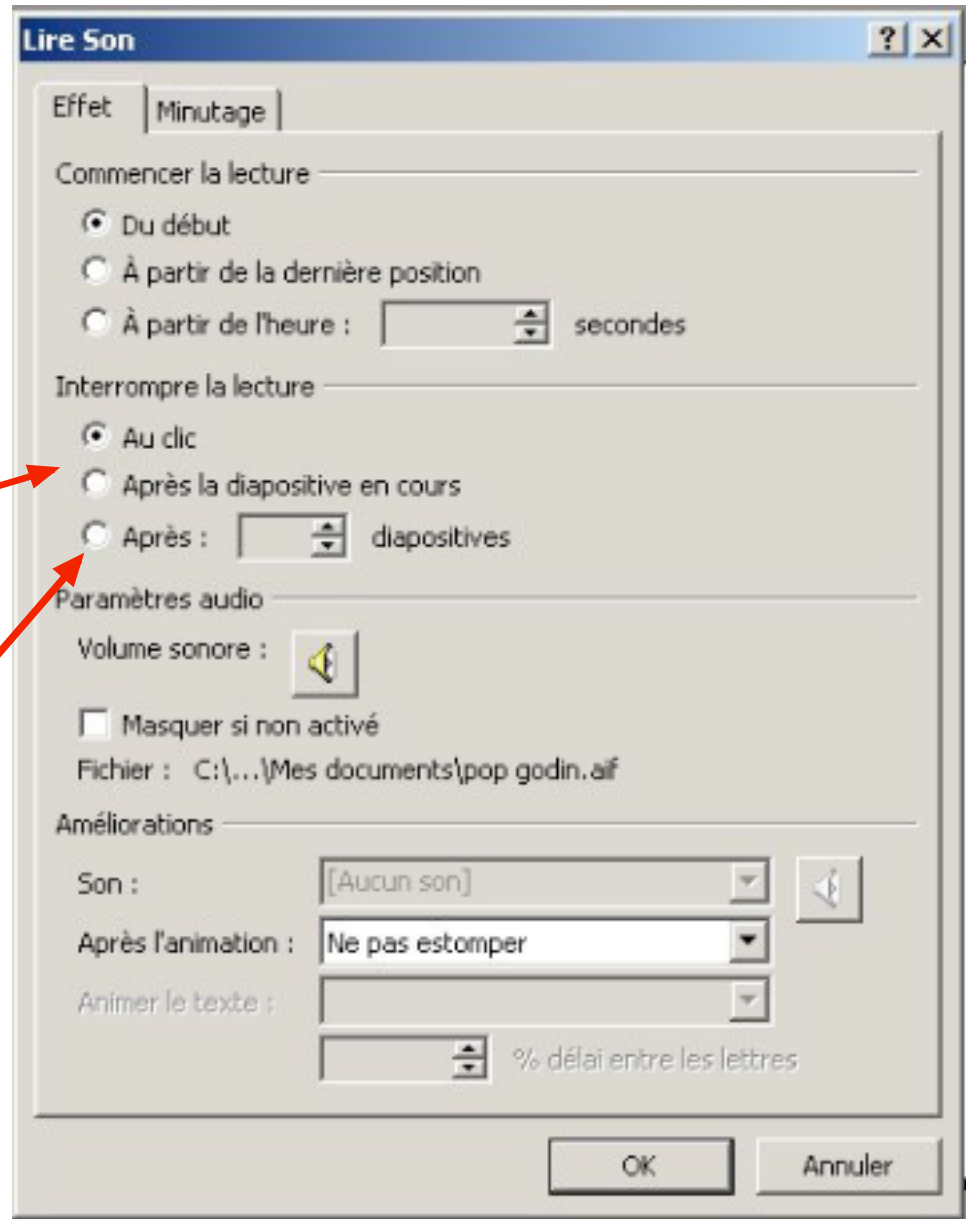 Lire Son
Effet Minutage
Commencer la lecture
Du début
À partir de la dernière position
À partir de l'heure : secondes
Interrompre la lecture
Au clic
Après la diapositive en cours
Après : diapositives
Paramètres audio
Volume sonore :
Masquer si non activé
Fichier : C:\...\Mes documents\pop godin.aif
Améliorations
Son : [Aucun son]
Après l'animation : Ne pas estomper
Animer le texte :
% délai entre les lettres
OK Annuler